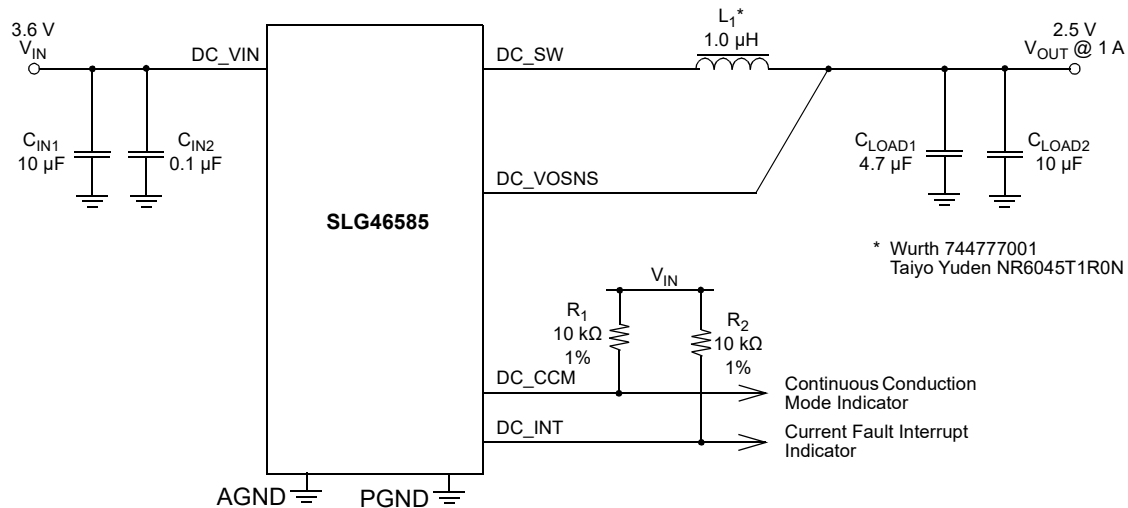 3.6 V
VIN
DC_VIN
CIN1
10 µF
CIN2
0.1 µF
SLG46585
DC_SW
L1*
1.0 µH
2.5 V
VOUT @ 1 A
DC_VOSNS
CLOAD1
4.7 µF
CLOAD2
10 µF
* Wurth 744777001
Taiyo Yuden NR6045T1R0N
VIN
R1
10 kΩ
1%
R2
10 kΩ
1%
DC_CCM
Continuous Conduction
Mode Indicator
DC_INT
Current Fault Interrupt
Indicator
AGND
PGND